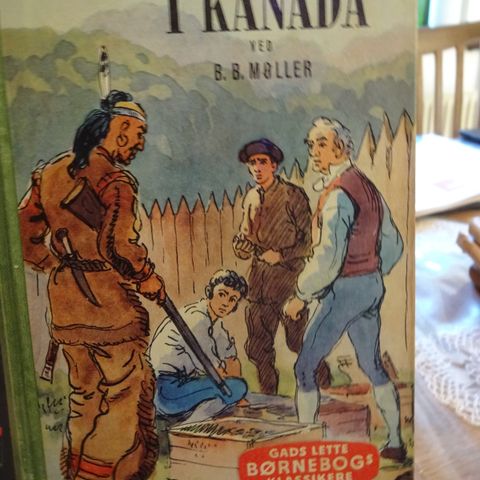 I KANADA
VED
B. B. MØLLER
GADS LETTE
BØRNEBOGS
KLASSIKERE